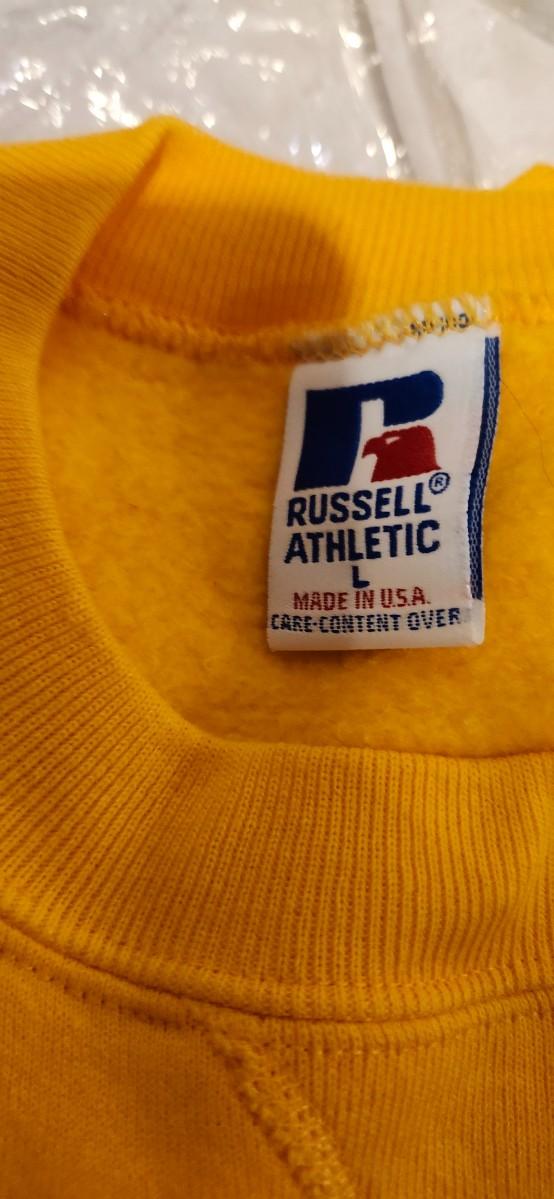 RUSSELL®
ATHLETIC
L
MADE IN U.S.A.
CARE-CONTENT OVER